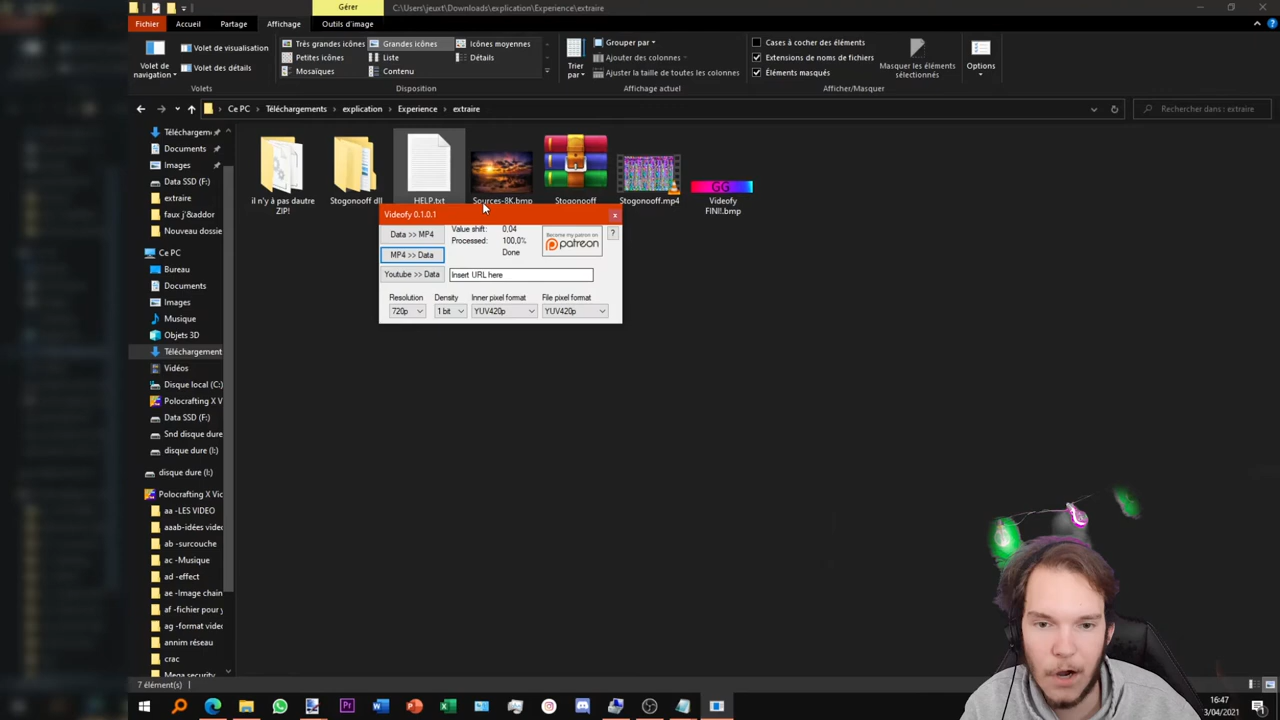 Gérer
C:\Users\jeuxt\Downloads\explication\Experience\extraire
Fichier Accueil Partage Affichage Outils d'image
Volet de navigation
Volet de visualisation
Volet des détails
Volets
Très grandes icônes Grandes icônes Icônes moyennes
Petites icônes Liste Détails
Mosaïques Contenu
Disposition
Trier par
Grouper par
Ajouter des colonnes
Ajuster la taille de toutes les colonnes
Affichage actuel
Cases à cocher des éléments
Extensions de noms de fichiers
Éléments masqués
Masquer les éléments sélectionnés
Afficher/Masquer
Options
Ce PC > Téléchargements > explication > Experience > extraire
Rechercher dans : extraire
Téléchargem
Documents
Images
Data SSD (F:)
extraire
faux j'&addor
Nouveau dossie
Ce PC
Bureau
Documents
Images
Musique
Objets 3D
Téléchargement
Vidéos
Disque local (C:)
Polocrafting X V
Data SSD (F:)
Snd disque dure
disque dure (I:)
disque dure (I:)
Polocrafting X Vic
aa -LES VIDEO
aaab-idées video
ab -surcouche
ac -Musique
ad -effect
ae -Image chain
af -fichier pour y
ag -format video
annim réseau
crac
Mega security
il n'y à pas dautre ZIP!
Stogonooff dll
HELP.txt
Sources-8K.bmp
Stogonooff
Stogonooff.mp4
GG
Videofy FINI!.bmp
Videofy 0.1.0.1
Data >> MP4
Value shift: 0,04
Processed: 100,0%
Done
Become my patron on
patreon
?
MP4 >> Data
Youtube >> Data
Insert URL here
Resolution Density Inner pixel format File pixel format
720p 1 bit YUV420p YUV420p
7 élément(s)
16:47
3/04/2021